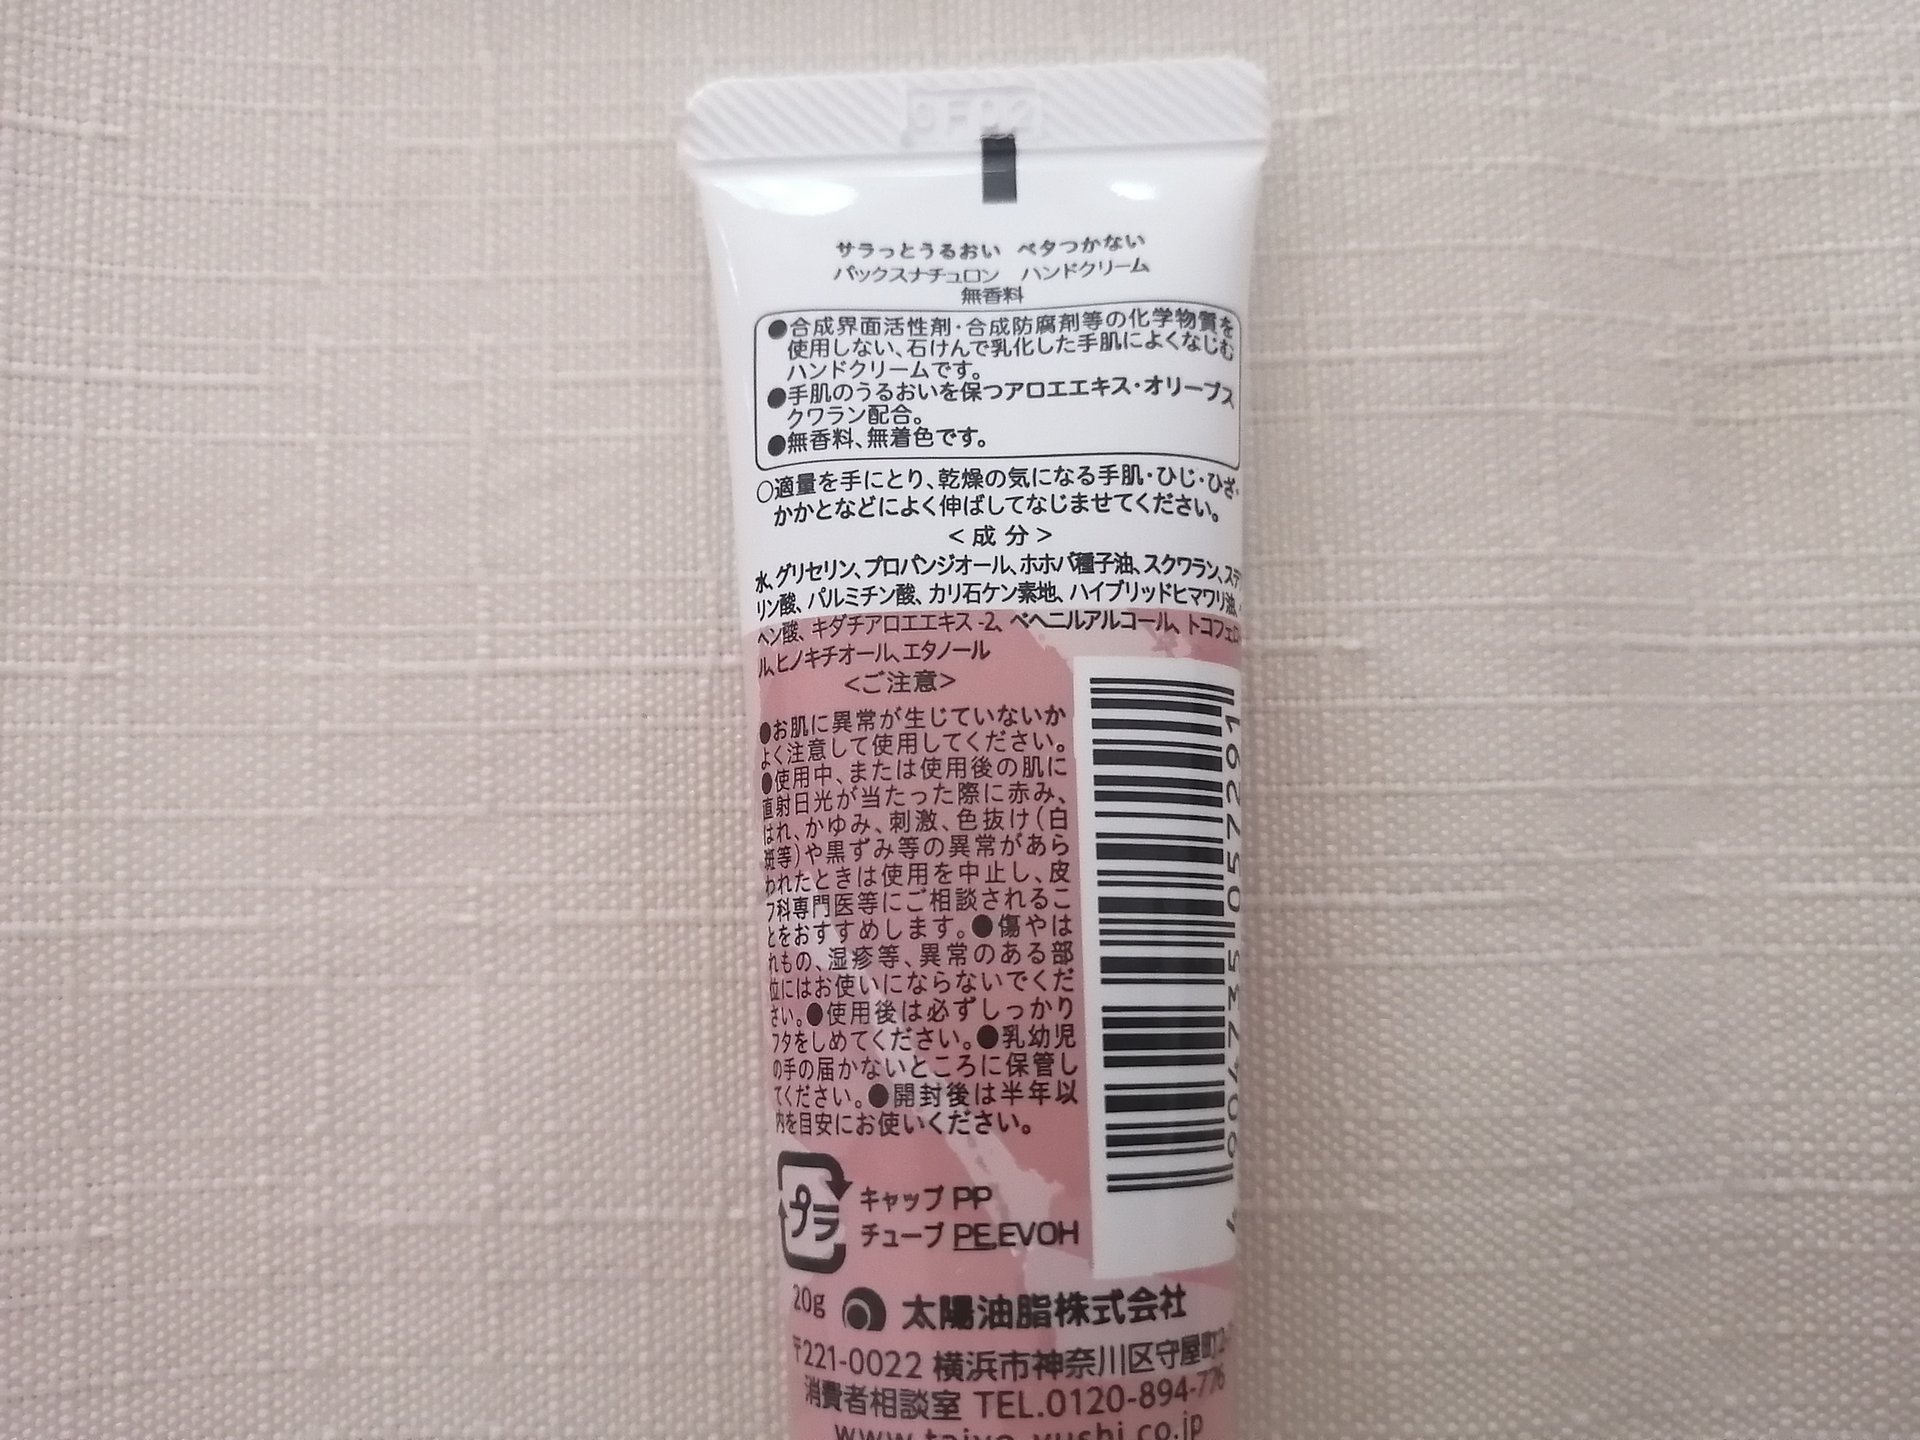 サラっとうるおい ベタつかない
パックスナチュロン ハンドクリーム
無香料
●合成界面活性剤・合成防腐剤等の化学物質を
使用しない、石けんで乳化した手肌によくなじむ
ハンドクリームです。
●手肌のうるおいを保つアロエエキス・オリーブス
クワラン配合。
●無香料、無着色です。
○適量を手にとり、乾燥の気になる手肌・ひじ・ひざ・
かかとなどによく伸ばしてなじませてください。
<成分>
水、グリセリン、プロパンジオール、ホホバ種子油、スクワラン、ステ
リン酸、パルミチン酸、カリ石ケン素地、ハイブリッドヒマワリ油、
ヘン酸、キダチアロエエキス-2、ベヘニルアルコール、トコフェロ
ル、ヒノキチオール、エタノール
<ご注意>
●お肌に異常が生じていないか
よく注意して使用してください。
●使用中、または使用後の肌に
直射日光が当たった際に赤み、
はれ、かゆみ、刺激、色抜け(白
斑等)や黒ずみ等の異常があら
われたときは使用を中止し、皮
フ科専門医等にご相談されるこ
とをおすすめします。●傷やは
れもの、湿疹等、異常のある部
位にはお使いにならないでくだ
さい。●使用後は必ずしっかり
フタをしめてください。●乳幼児
の手の届かないところに保管し
てください。●開封後は半年以
内を目安にお使いください。
4 904735 057291
プラ
キャップ PP
チューブ PE,EVOH
20g 太陽油脂株式会社
〒221-0022 横浜市神奈川区守屋町2-
消費者相談室 TEL.0120-894-776
www.taiyo-yushi.co.jp